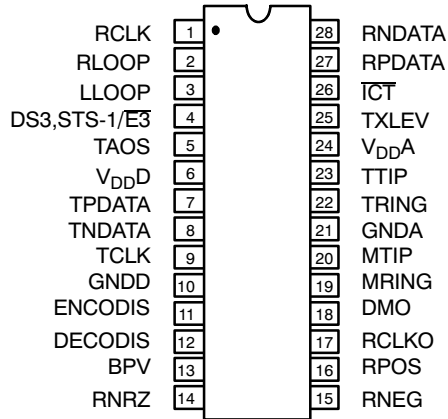 RCLK 1 28 RNDATA
RLOOP 2 27 RPDATA
LLOOP 3 26 ICT
DS3,STS-1/E3 4 25 TXLEV
TAOS 5 24 VDDA
VDDD 6 23 TTIP
TPDATA 7 22 TRING
TNDATA 8 21 GNDA
TCLK 9 20 MTIP
GNDD 10 19 MRING
ENCODIS 11 18 DMO
DECODIS 12 17 RCLKO
BPV 13 16 RPOS
RNRZ 14 15 RNEG